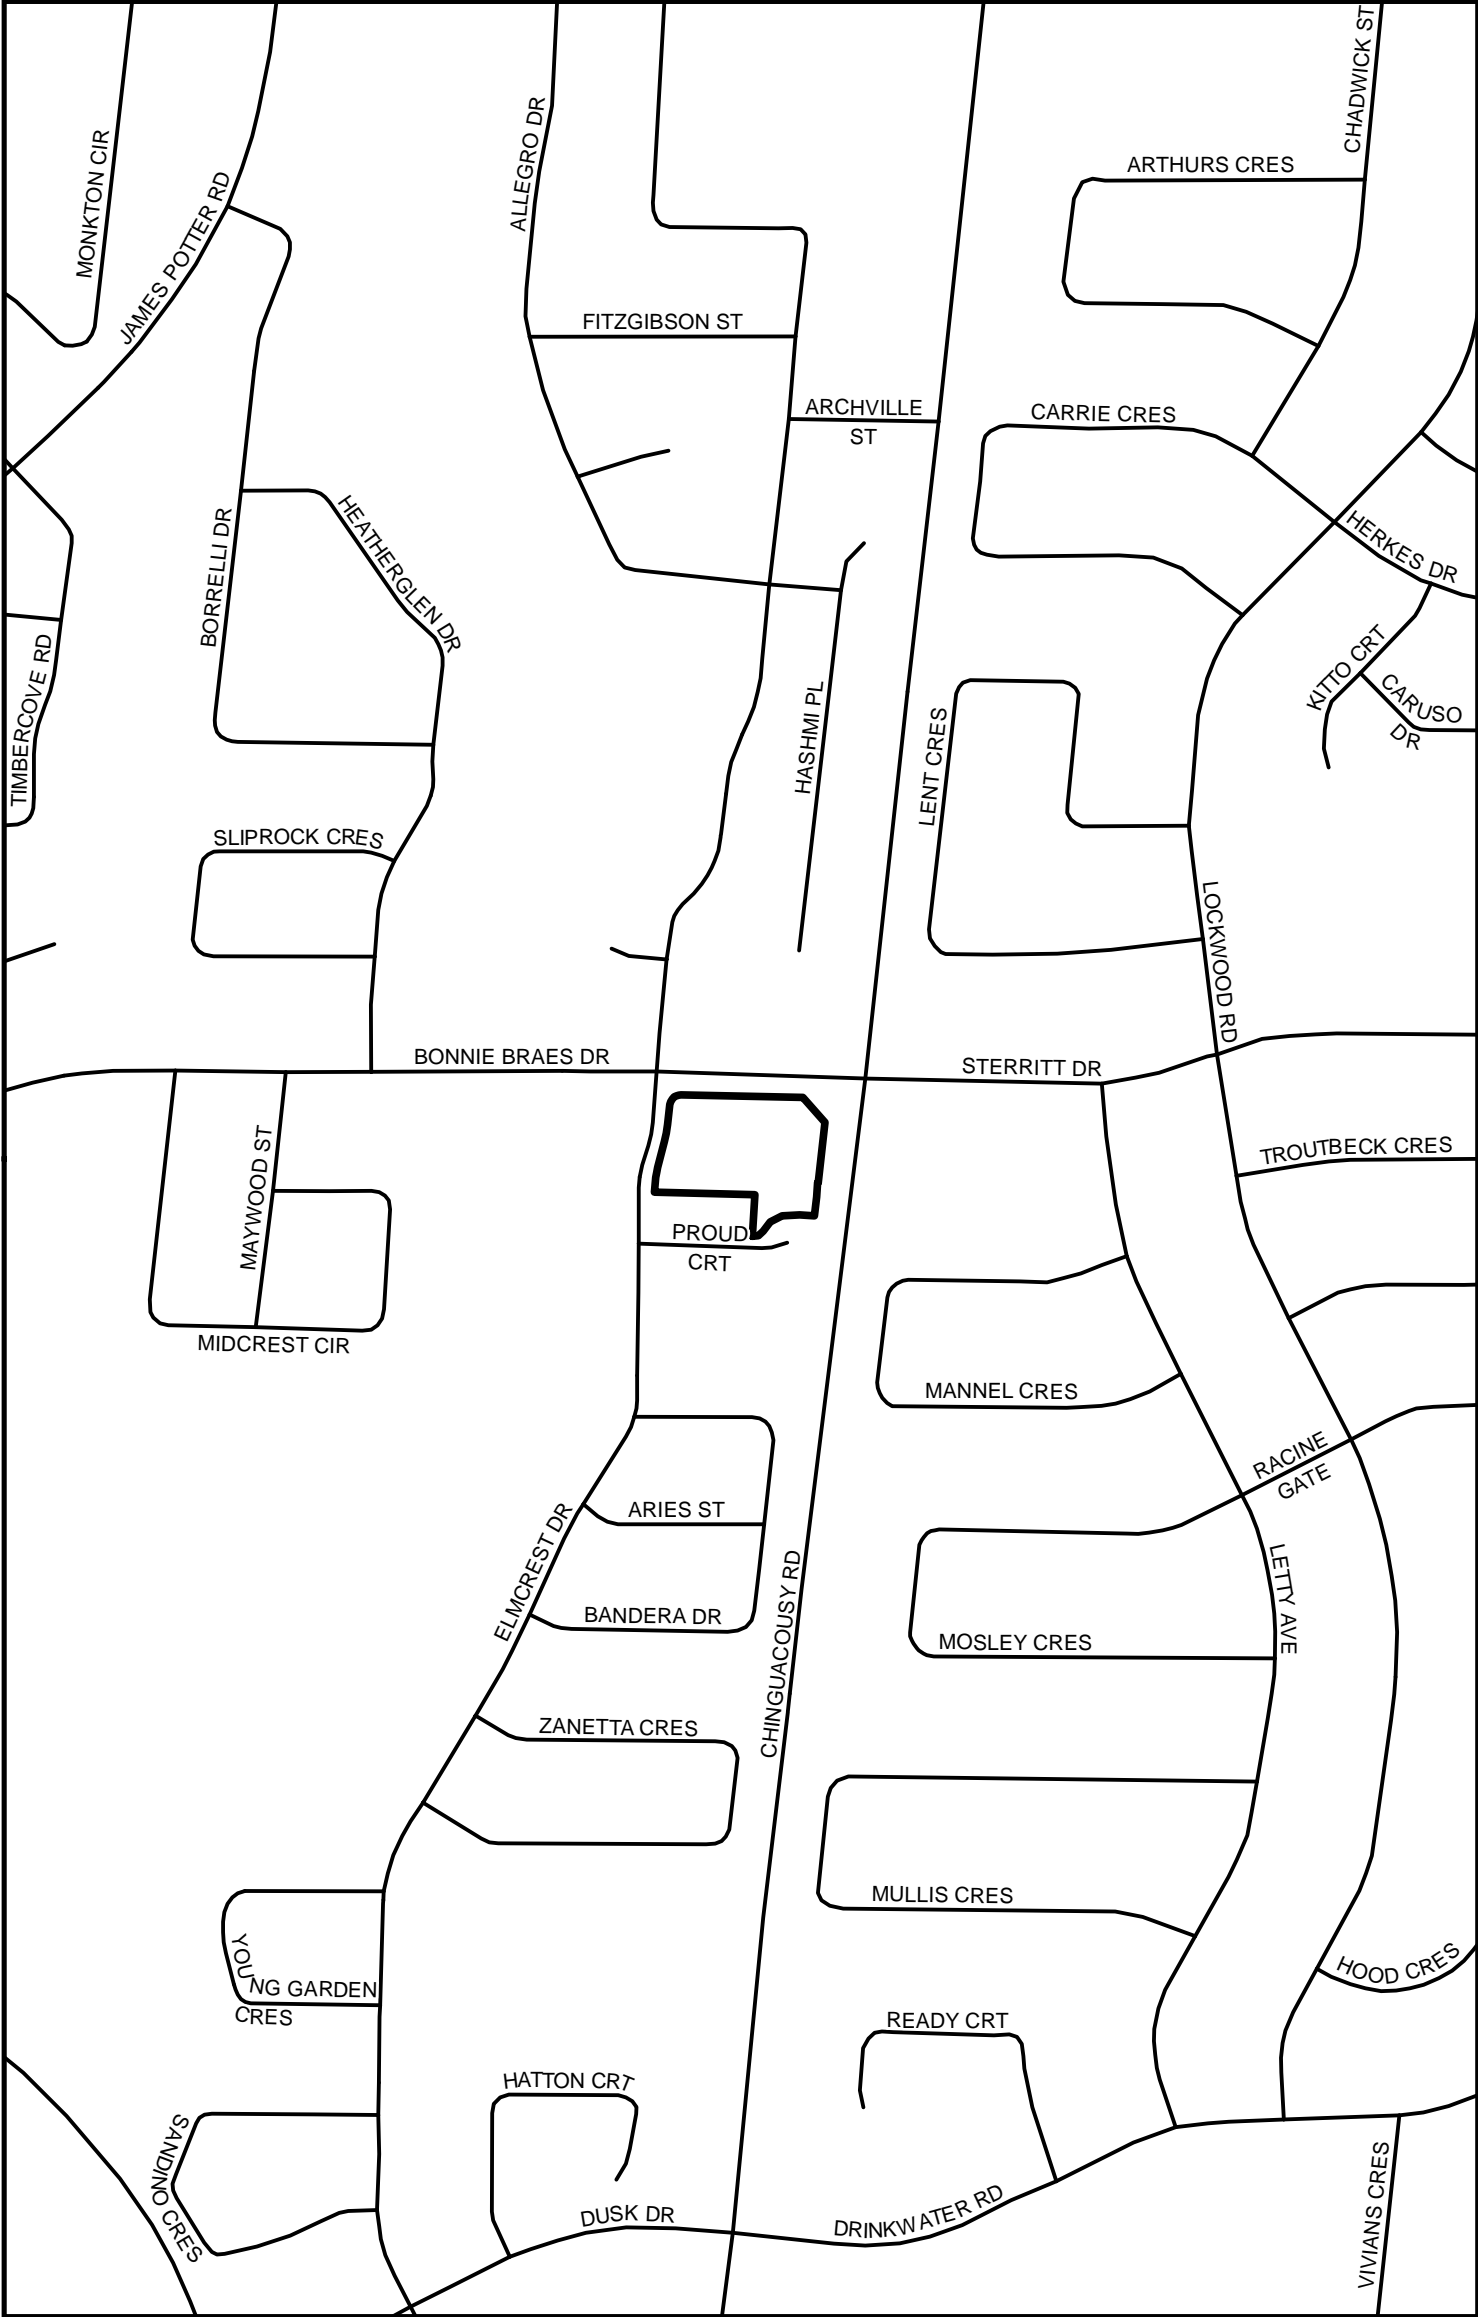 CHADWICK ST
MONKTON CIR
ALLEGRO DR
ARTHURS CRES
JAMES POTTER RD
FITZGIBSON ST
ARCHVILLE
ST
CARRIE CRES
HEATHERGLEN DR
BORRELLI DR
HERKES DR
KITTO CRT
CARUSO
DR
TIMBERCOVE RD
HASHMI PL
LENT CRES
SLIPROCK CRES
LOCKWOOD RD
BONNIE BRAES DR
STERRITT DR
MAYWOOD ST
TROUTBECK CRES
PROUD
CRT
MIDCREST CIR
MANNEL CRES
RACINE
GATE
ARIES ST
ELMCREST DR
BANDERA DR
CHINGUACOUSY RD
LETTY AVE
MOSLEY CRES
ZANETTA CRES
MULLIS CRES
YOU
NG GARDEN
CRES
HOOD CRES
READY CRT
HATTON CRT
SANDINO CRES
DUSK DR
DRINKWATER RD
VIVIANS CRES